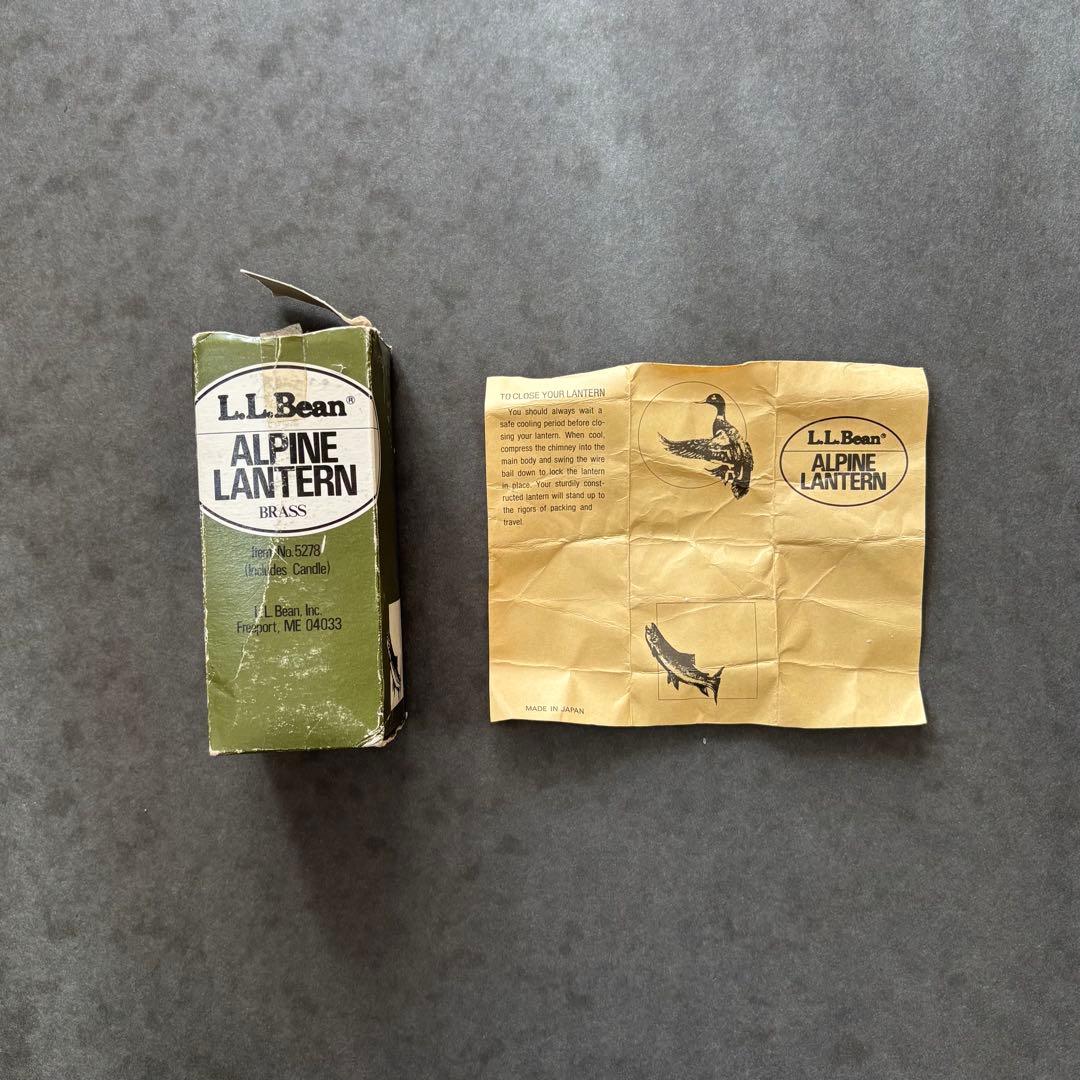 L.L.Bean®
ALPINE
LANTERN
BRASS
Item No. 5278
(Includes Candle)
L.L. Bean, Inc.
Freeport, ME 04033
TO CLOSE YOUR LANTERN
You should always wait a
safe cooling period before clo-
sing your lantern. When cool,
compress the chimney into the
main body and swing the wire
bail down to lock the lantern
in place. Your sturdily const-
ructed lantern will stand up to
the rigors of packing and
travel.
MADE IN JAPAN
L.L.Bean®
ALPINE
LANTERN